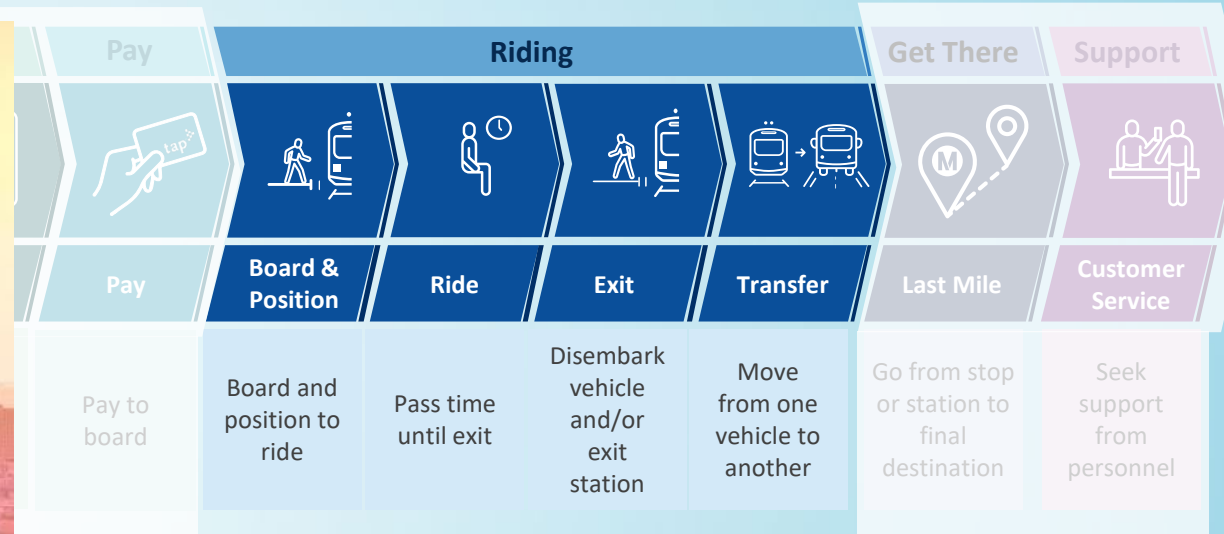 Pay
Riding
Get There
Support
tap
M
Pay
Board &
Position
Ride
Exit
Transfer
Last Mile
Customer
Service
Pay to
board
Board and
position to
ride
Pass time
until exit
Disembark
vehicle
and/or
exit
station
Move
from one
vehicle to
another
Go from stop
or station to
final
destination
Seek
support
from
personnel